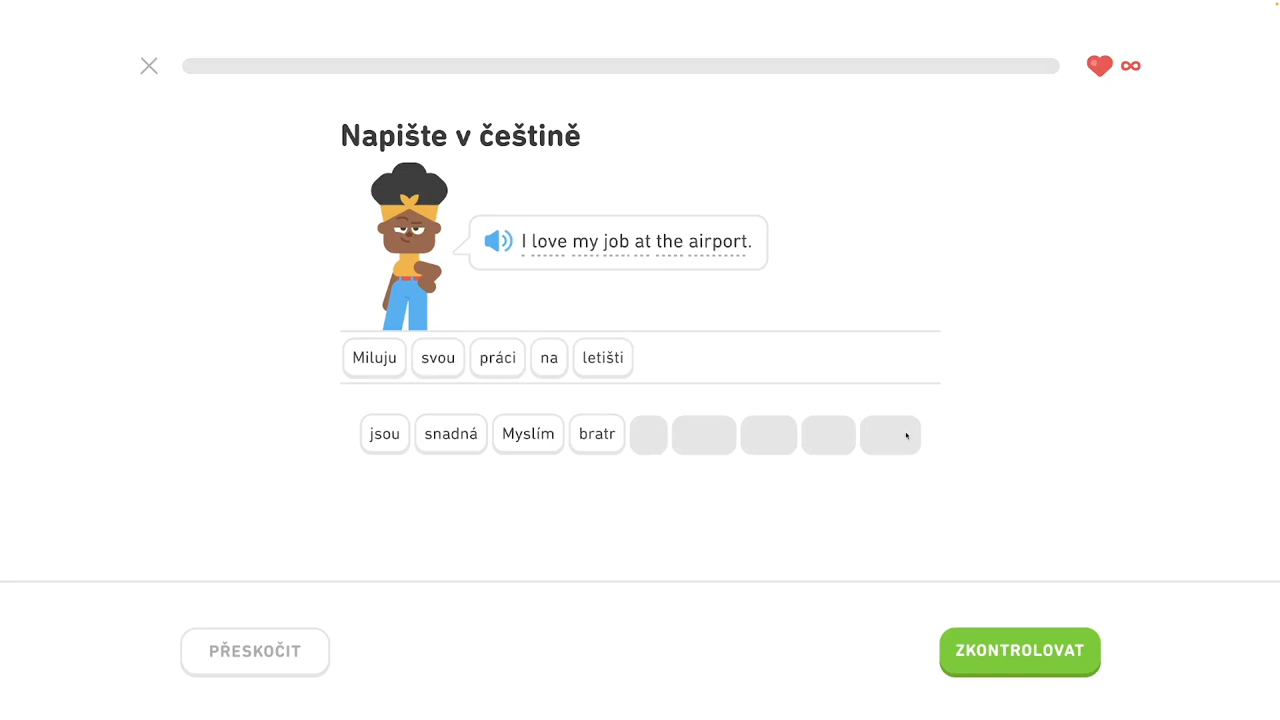 Napište v češtině
I love my job at the airport.
Miluju svou práci na letišti
jsou snadná Myslím bratr
PŘESKOČIT ZKONTROLOVAT